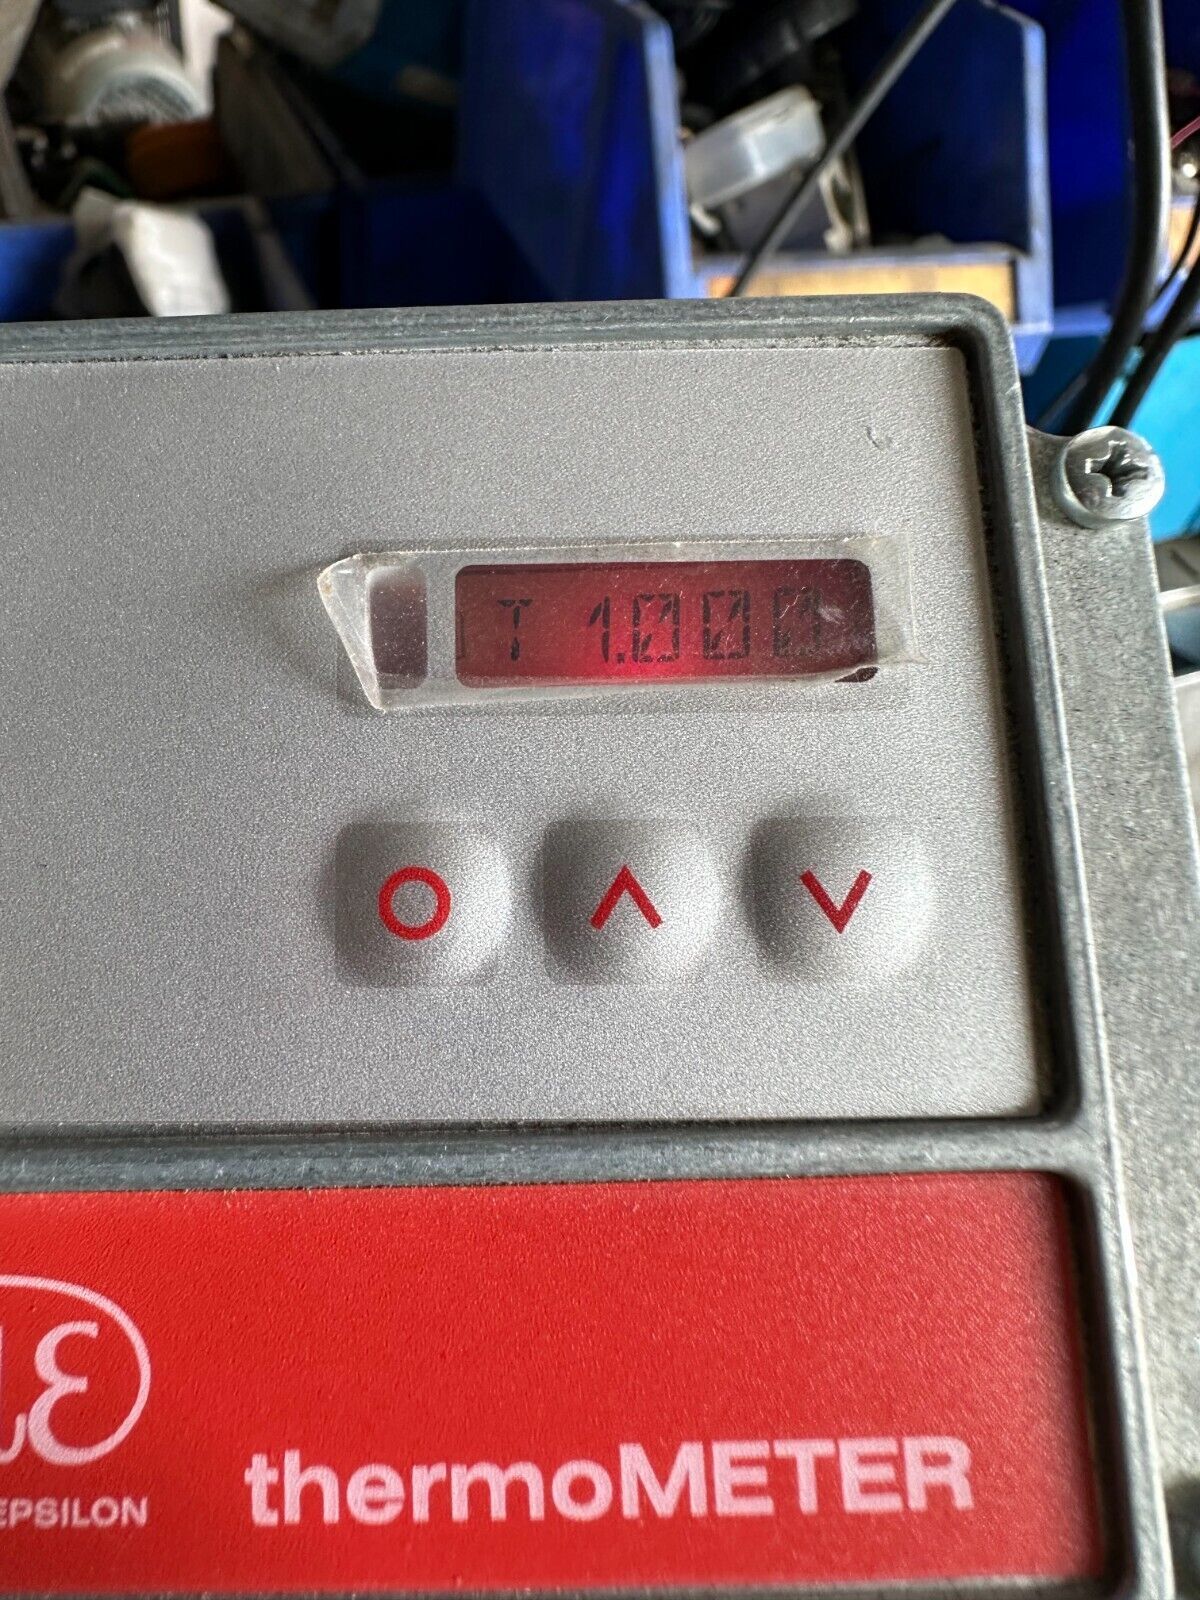 T 1.000
EPSILON
thermoMETER